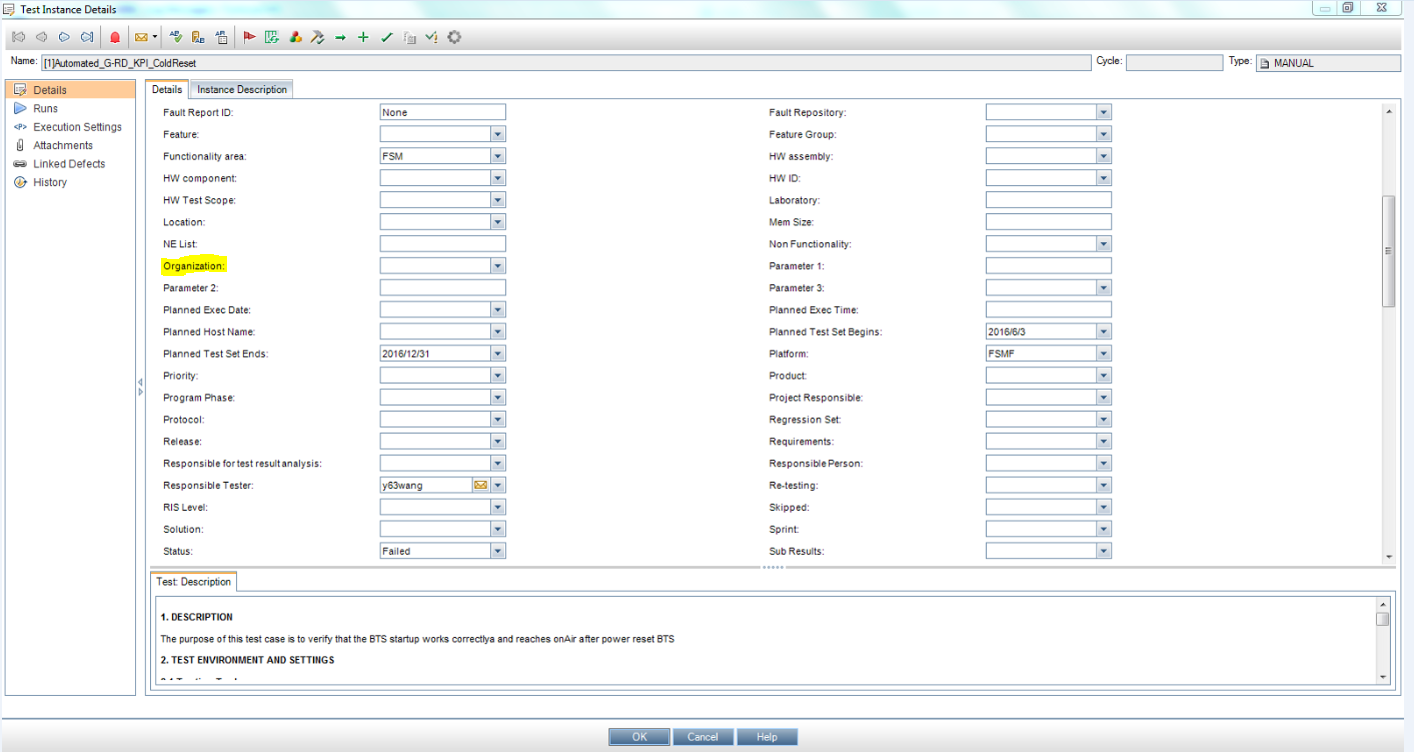 Test Instance Details
Name: [1]Automated_G-RD_KPI_ColdReset Cycle: Type: MANUAL
Details
Runs
Execution Settings
Attachments
Linked Defects
History
Details Instance Description
Fault Report ID: None Fault Repository:
Feature: Feature Group:
Functionality area: FSM HW assembly:
HW component: HW ID:
HW Test Scope: Laboratory:
Location: Mem Size:
NE List: Non Functionality:
Organization: Parameter 1:
Parameter 2: Parameter 3:
Planned Exec Date: Planned Exec Time:
Planned Host Name: Planned Test Set Begins: 2016/6/3
Planned Test Set Ends: 2016/12/31 Platform: FSMF
Priority: Product:
Program Phase: Project Responsible:
Protocol: Regression Set:
Release: Requirements:
Responsible for test result analysis: Responsible Person:
Responsible Tester: y63wang Re-testing:
RIS Level: Skipped:
Solution: Sprint:
Status: Failed Sub Results:
Test: Description
1. DESCRIPTION
The purpose of this test case is to verify that the BTS startup works correctlya and reaches onAir after power reset BTS
2. TEST ENVIRONMENT AND SETTINGS
OK Cancel Help